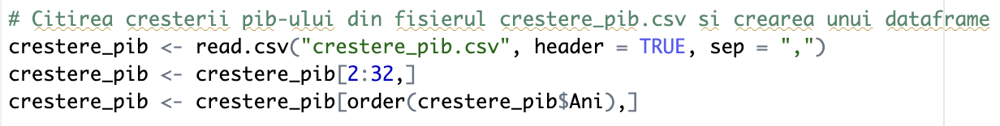 # Citirea cresterii pib-ului din fisierul crestere_pib.csv si crearea unui dataframe
crestere_pib <- read.csv("crestere_pib.csv", header = TRUE, sep = ",")
crestere_pib <- crestere_pib[2:32,]
crestere_pib <- crestere_pib[order(crestere_pib$Ani),]